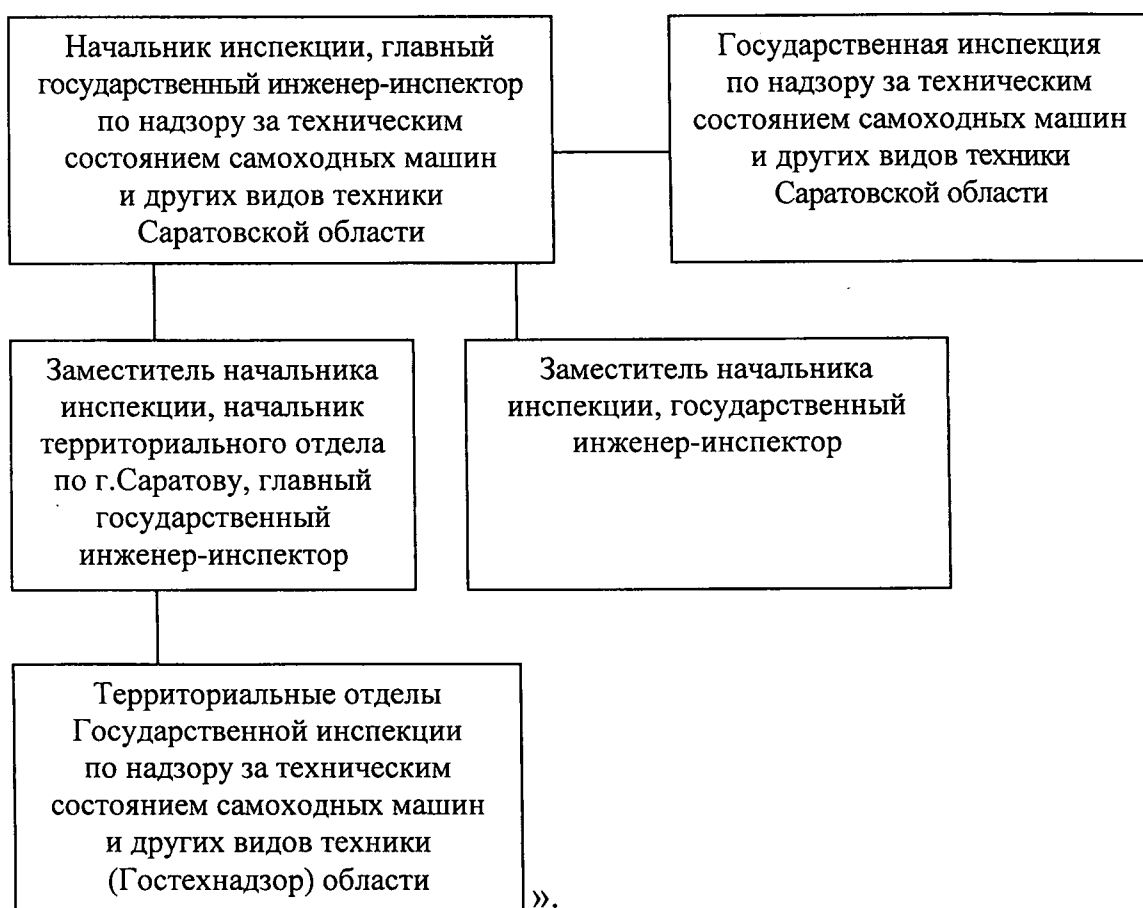 Начальник инспекции, главный
государственный инженер-инспектор
по надзору за техническим
состоянием самоходных машин
и других видов техники
Саратовской области
Государственная инспекция
по надзору за техническим
состоянием самоходных машин
и других видов техники
Саратовской области
Заместитель начальника
инспекции, начальник
территориального отдела
по г.Саратову, главный
государственный
инженер-инспектор
Заместитель начальника
инспекции, государственный
инженер-инспектор
Территориальные отделы
Государственной инспекции
по надзору за техническим
состоянием самоходных машин
и других видов техники
(Гостехнадзор) области
».